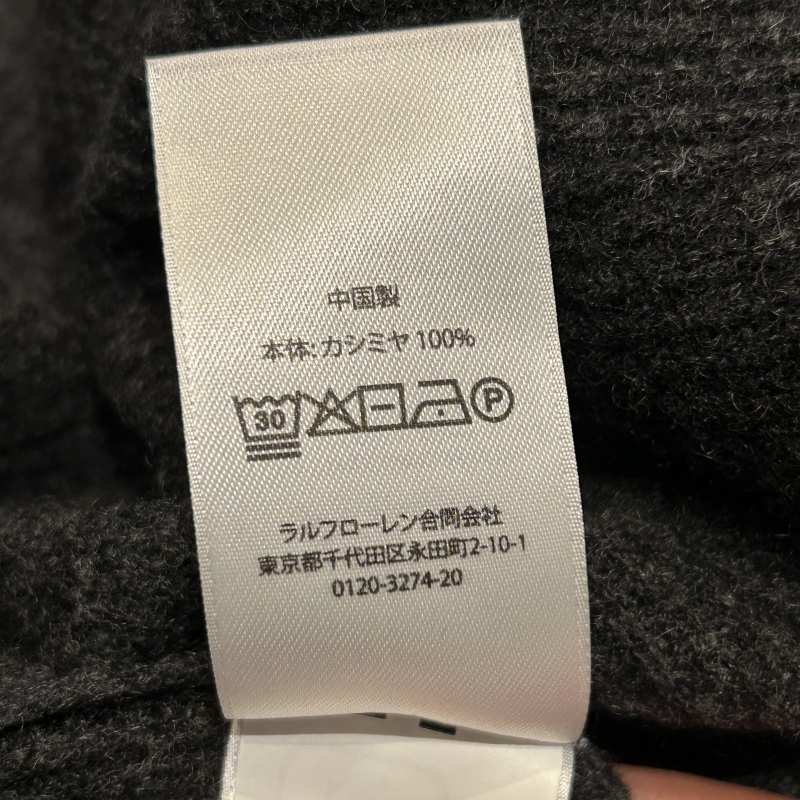 中国製
本体: カシミヤ 100%
30 P
ラルフローレン合同会社
東京都千代田区永田町2-10-1
0120-3274-20